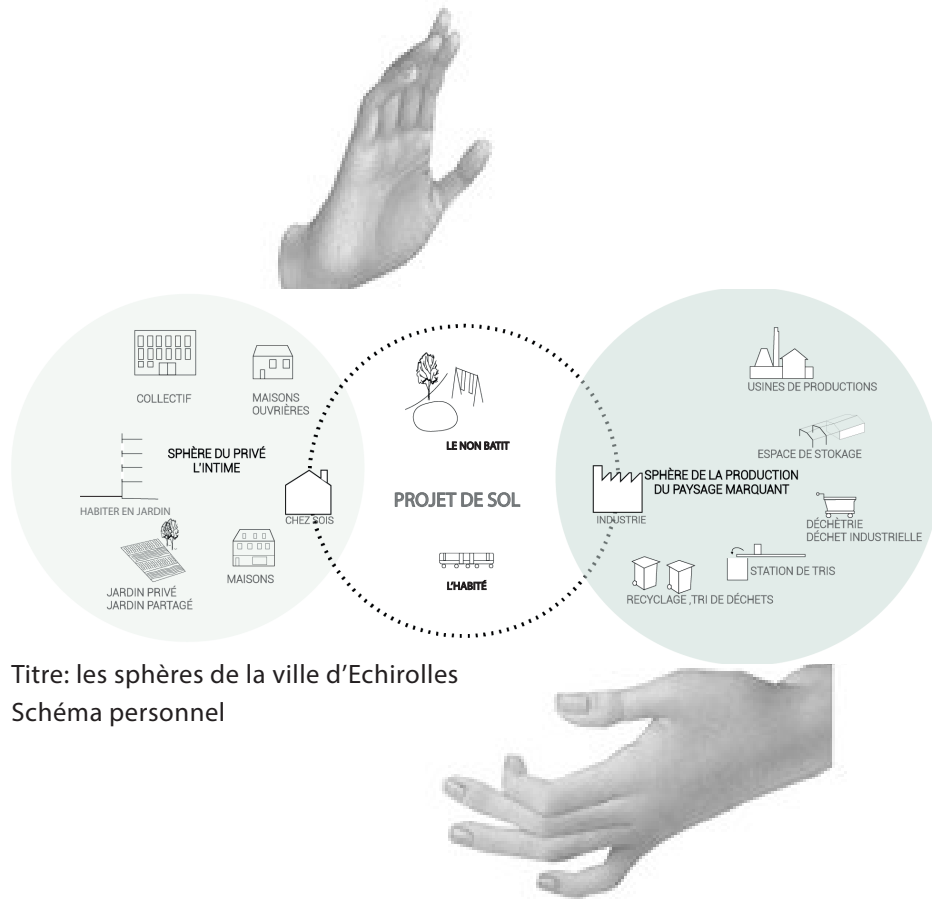 COLLECTIF
MAISONS
OUVRIÈRES
SPHÈRE DU PRIVÉ
L'INTIME
HABITER EN JARDIN
CHEZ SOIS
JARDIN PRIVÉ
JARDIN PARTAGÉ
MAISONS
LE NON BATIT
PROJET DE SOL
L'HABITÉ
USINES DE PRODUCTIONS
ESPACE DE STOKAGE
SPHÈRE DE LA PRODUCTION
DU PAYSAGE MARQUANT
INDUSTRIE
DÉCHÈTRIE
DÉCHET INDUSTRIELLE
STATION DE TRIS
RECYCLAGE ,TRI DE DÉCHETS
Titre: les sphères de la ville d'Echirolles
Schéma personnel